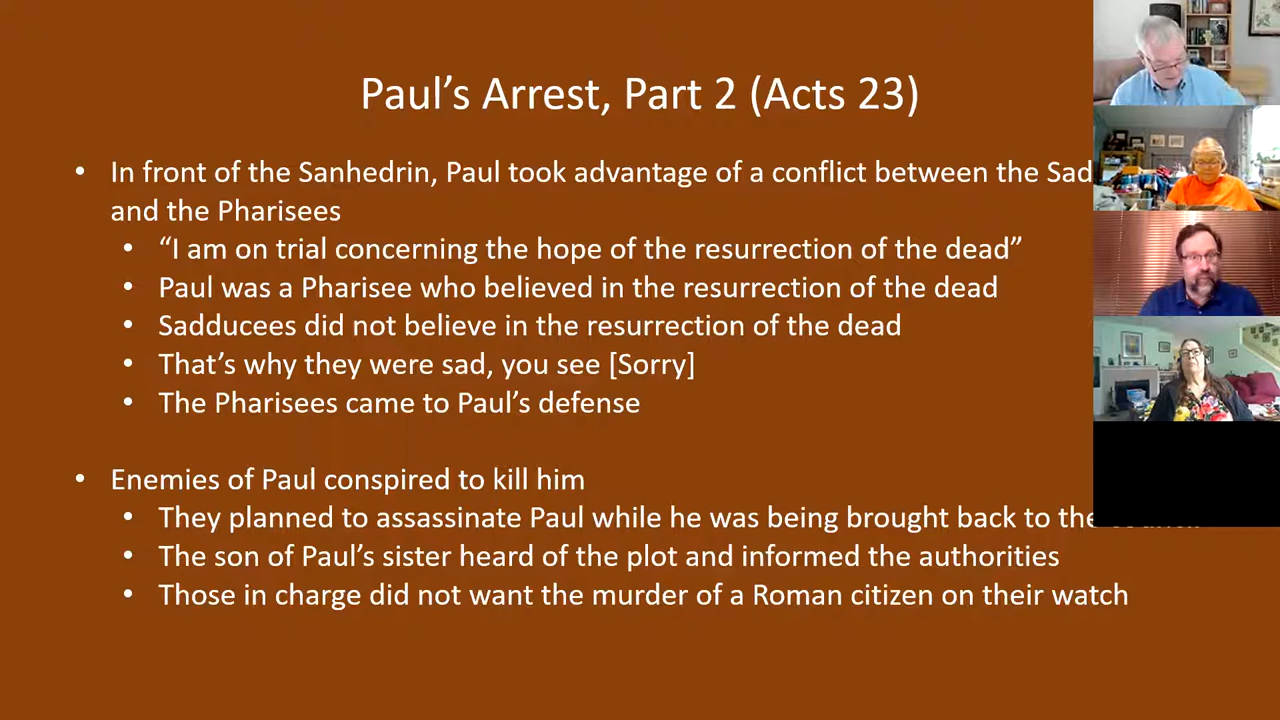 Paul’s Arrest, Part 2 (Acts 23)
• In front of the Sanhedrin, Paul took advantage of a conflict between the Sad
and the Pharisees
• “I am on trial concerning the hope of the resurrection of the dead”
• Paul was a Pharisee who believed in the resurrection of the dead
• Sadducees did not believe in the resurrection of the dead
• That’s why they were sad, you see [Sorry]
• The Pharisees came to Paul’s defense
• Enemies of Paul conspired to kill him
• They planned to assassinate Paul while he was being brought back to the
• The son of Paul’s sister heard of the plot and informed the authorities
• Those in charge did not want the murder of a Roman citizen on their watch